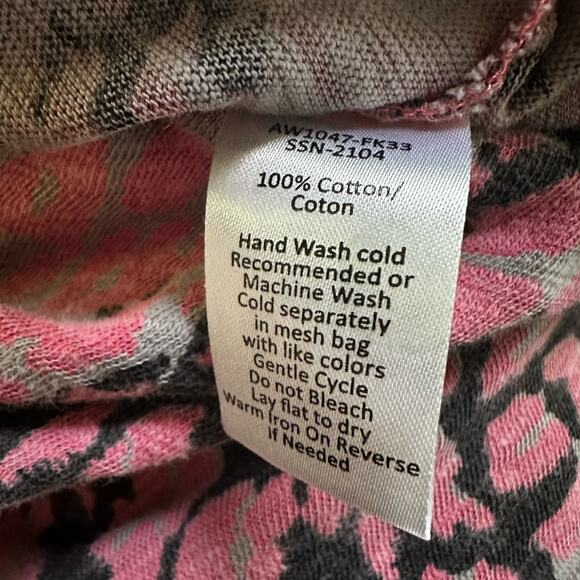 AW1047-FK33
SSN-2104
100% Cotton/
Coton
Hand Wash cold
Recommended or
Machine Wash
Cold separately
in mesh bag
with like colors
Gentle Cycle
Do not Bleach
Lay flat to dry
Warm Iron On Reverse
If Needed